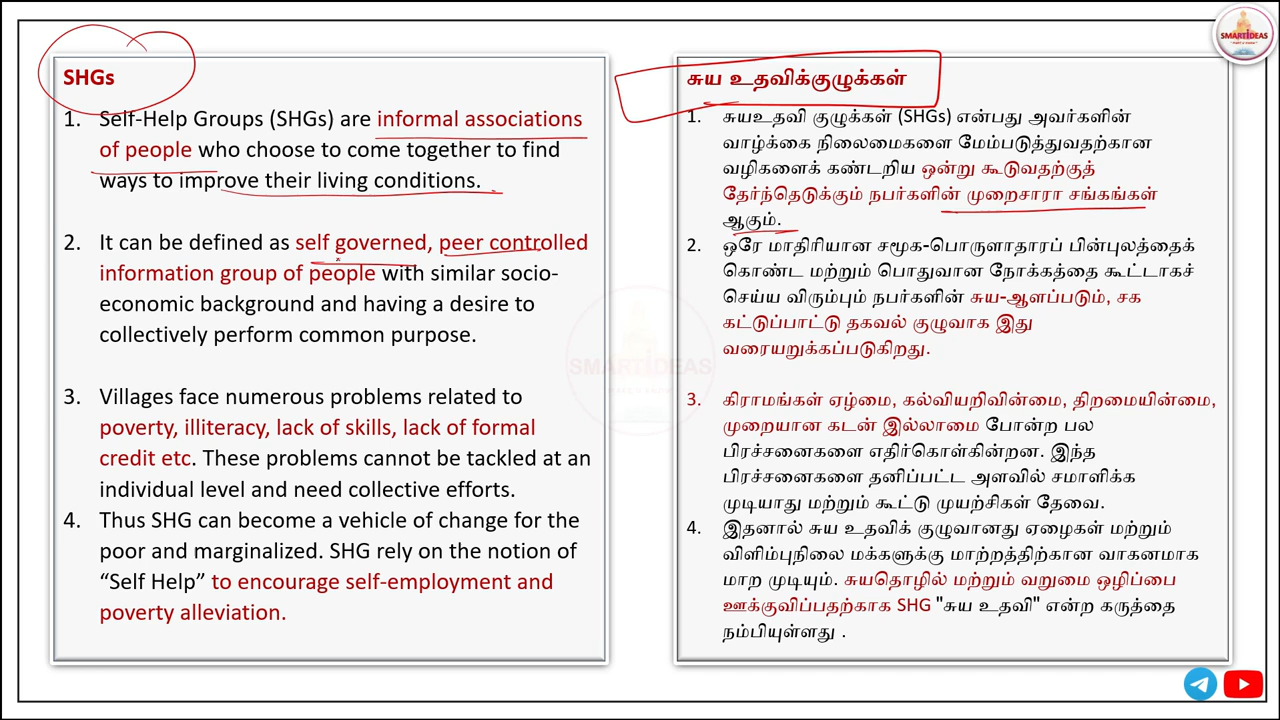 SMARTIDEAS
SHGs
1. Self-Help Groups (SHGs) are informal associations
of people who choose to come together to find
ways to improve their living conditions.
2. It can be defined as self governed, peer controlled
information group of people with similar socio-
economic background and having a desire to
collectively perform common purpose.
3. Villages face numerous problems related to
poverty, illiteracy, lack of skills, lack of formal
credit etc. These problems cannot be tackled at an
individual level and need collective efforts.
4. Thus SHG can become a vehicle of change for the
poor and marginalized. SHG rely on the notion of
“Self Help” to encourage self-employment and
poverty alleviation.
சுய உதவிக்குழுக்கள்
1. சுயஉதவி குழுக்கள் (SHGs) என்பது அவர்களின்
வாழ்க்கை நிலைமைகளை மேம்படுத்துவதற்கான
வழிகளைக் கண்டறிய ஒன்று கூடுவதற்குத்
தேர்ந்தெடுக்கும் நபர்களின் முறைசாரா சங்கங்கள்
ஆகும்.
2. ஒரே மாதிரியான சமூக-பொருளாதாரப் பின்புலத்தைக்
கொண்ட மற்றும் பொதுவான நோக்கத்தை கூட்டாகச்
செய்ய விரும்பும் நபர்களின் சுய-ஆளப்படும், சக
கட்டுப்பாட்டு தகவல் குழுவாக இது
வரையறுக்கப்படுகிறது.
3. கிராமங்கள் ஏழ்மை, கல்வியறிவின்மை, திறமையின்மை,
முறையான கடன் இல்லாமை போன்ற பல
பிரச்சனைகளை எதிர்கொள்கின்றன. இந்த
பிரச்சனைகளை தனிப்பட்ட அளவில் சமாளிக்க
முடியாது மற்றும் கூட்டு முயற்சிகள் தேவை.
4. இதனால் சுய உதவிக் குழுவானது ஏழைகள் மற்றும்
விளிம்புநிலை மக்களுக்கு மாற்றத்திற்கான வாகனமாக
மாற முடியும். சுயதொழில் மற்றும் வறுமை ஒழிப்பை
ஊக்குவிப்பதற்காக SHG "சுய உதவி" என்ற கருத்தை
நம்பியுள்ளது .
SMARTIDEAS